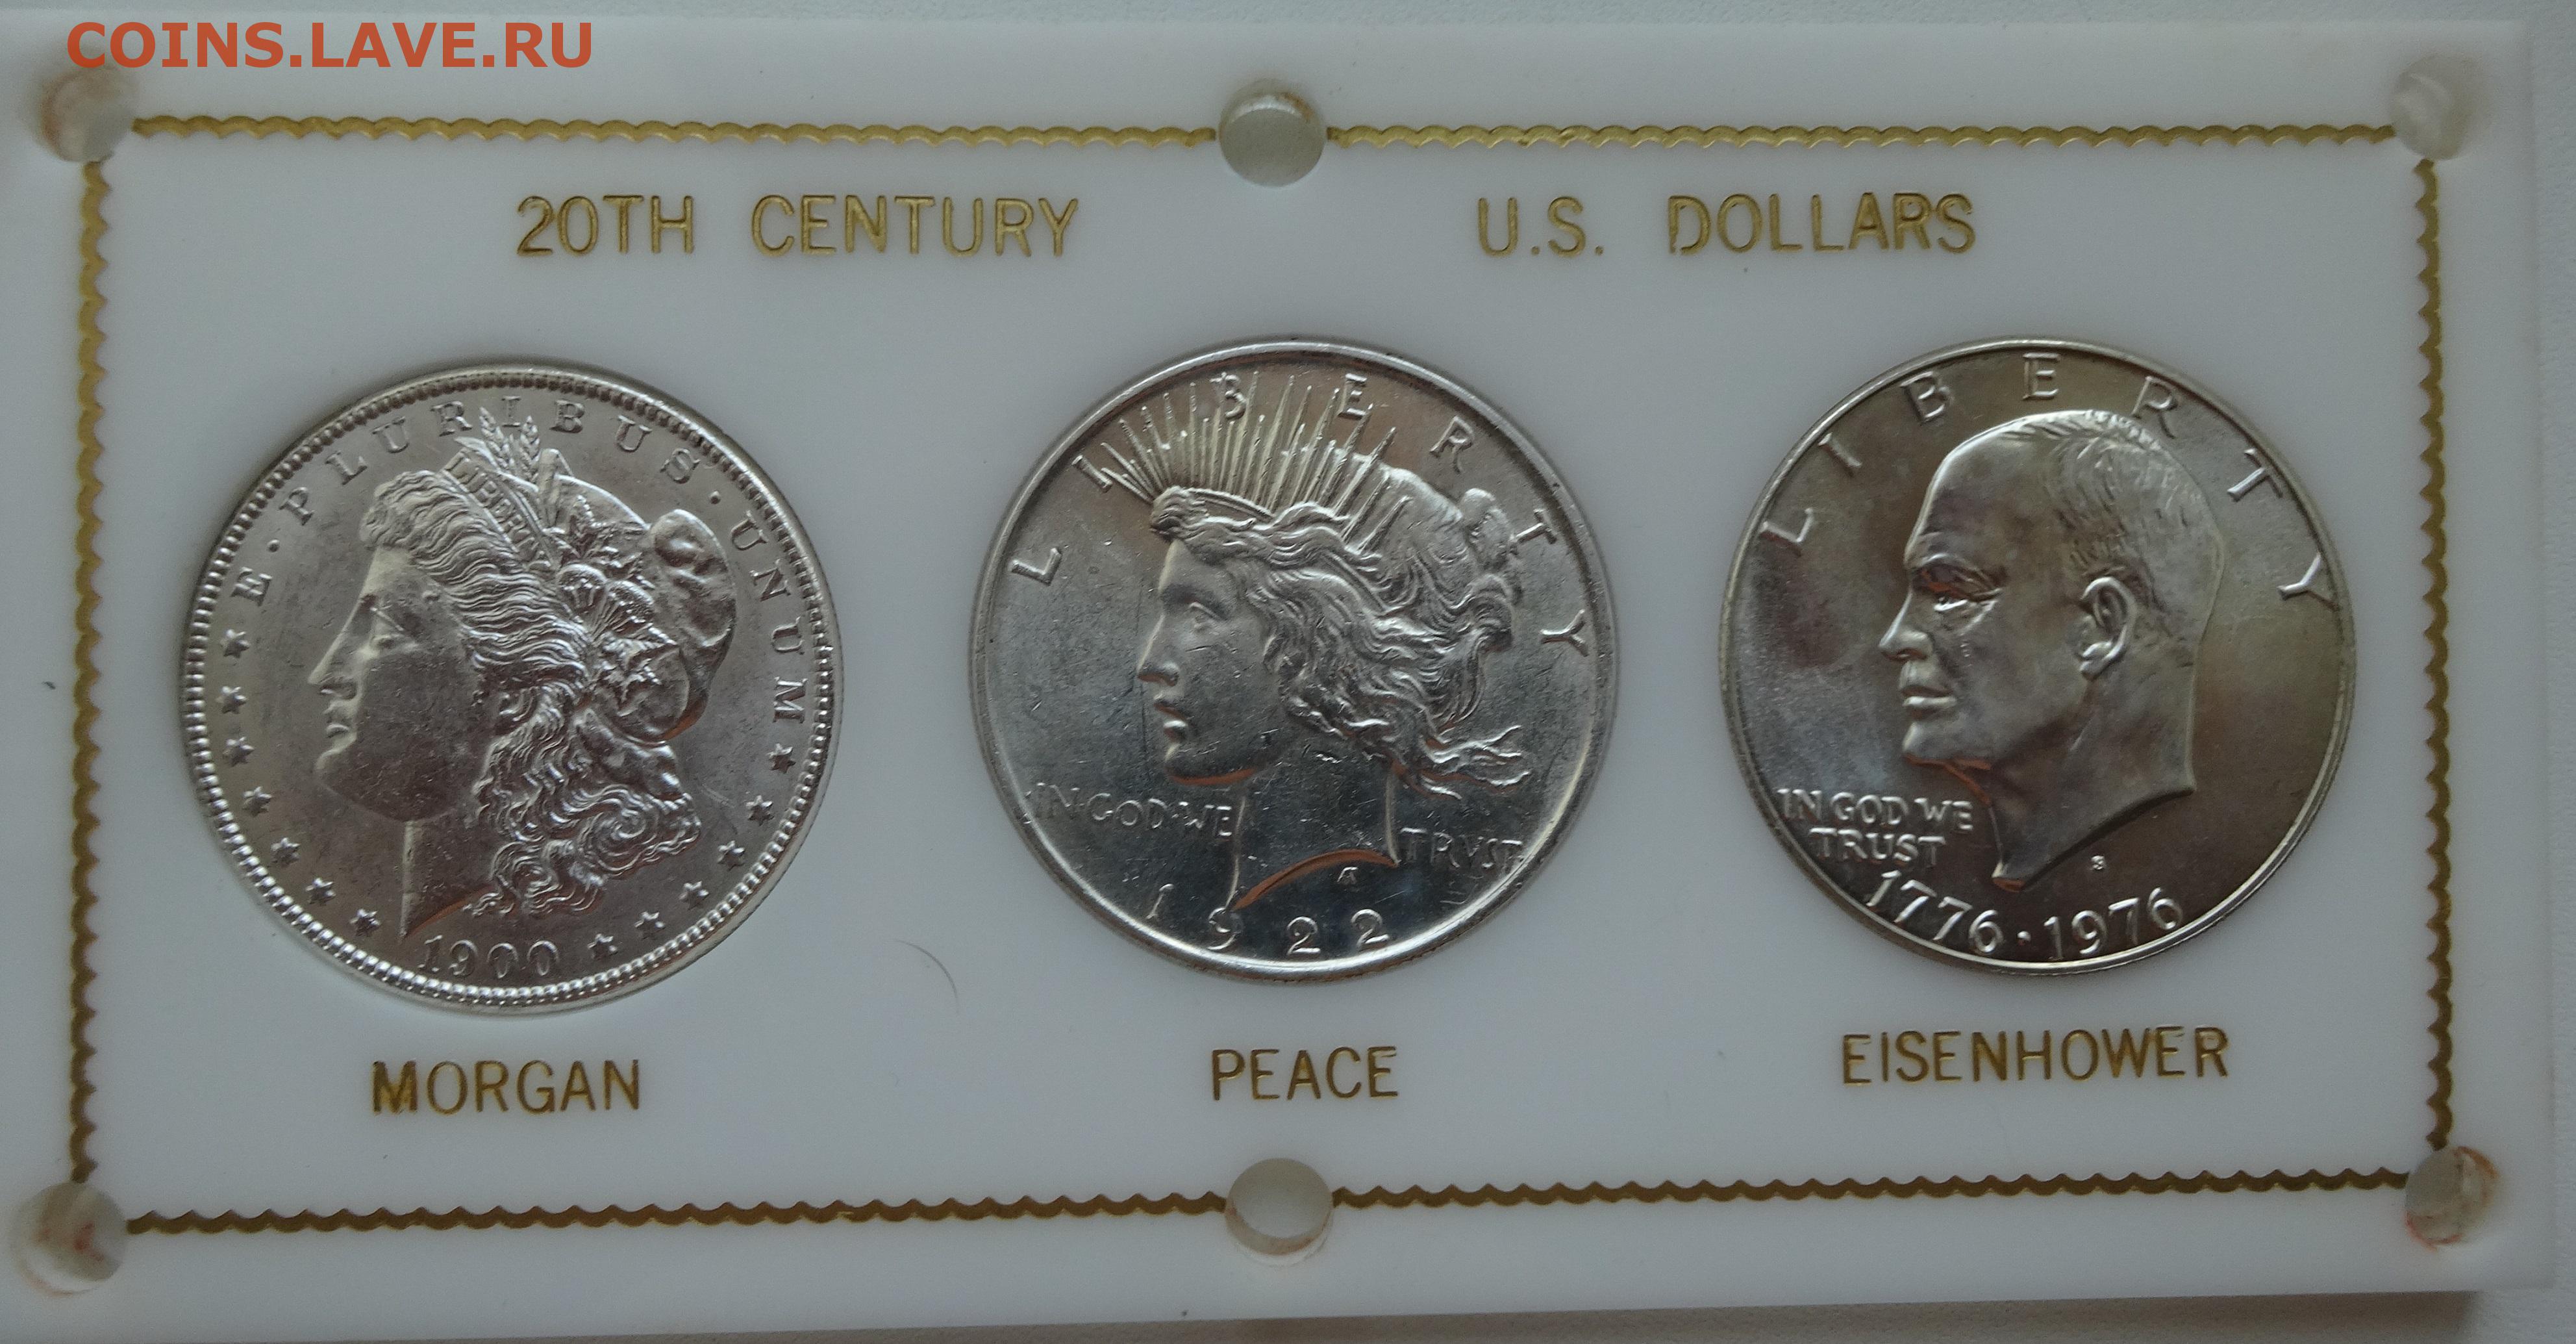 COINS.LAVE.RU
20TH CENTURY U.S. DOLLARS
E·PLURIBUS·UNUM
LIBERTY
1900
LIBERTY
IN·GOD·WE TRVST
A
1922
LIBERTY
IN GOD WE
TRUST
S
1776·1976
MORGAN
PEACE
EISENHOWER